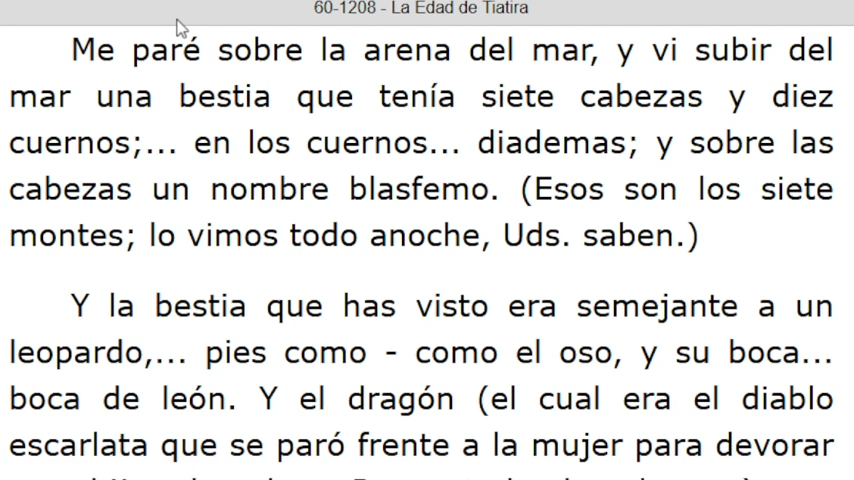 60-1208 - La Edad de Tiatira
Me paré sobre la arena del mar, y vi subir del
mar una bestia que tenía siete cabezas y diez
cuernos;... en los cuernos... diademas; y sobre las
cabezas un nombre blasfemo. (Esos son los siete
montes; lo vimos todo anoche, Uds. saben.)
Y la bestia que has visto era semejante a un
leopardo,... pies como - como el oso, y su boca...
boca de león. Y el dragón (el cual era el diablo
escarlata que se paró frente a la mujer para devorar